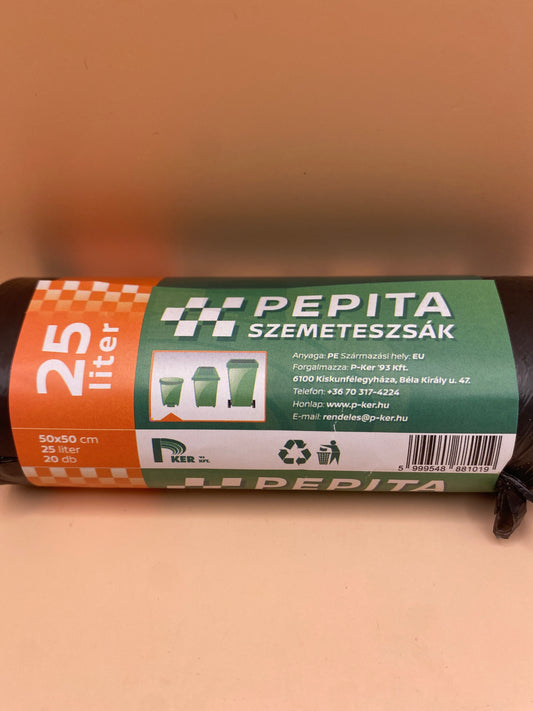 25
liter
50x50 cm
25 liter
20 db
PEPITA
SZEMETESZSÁK
Anyaga: PE Származási hely: EU
Forgalmazza: P-Ker '93 Kft.
6100 Kiskunfélegyháza, Béla Király u. 47.
Telefon: +36 70 317-4224
Honlap: www.p-ker.hu
E-mail: rendeles@p-ker.hu
P KER '93 KFT.
5 999548 881019
PEPITA